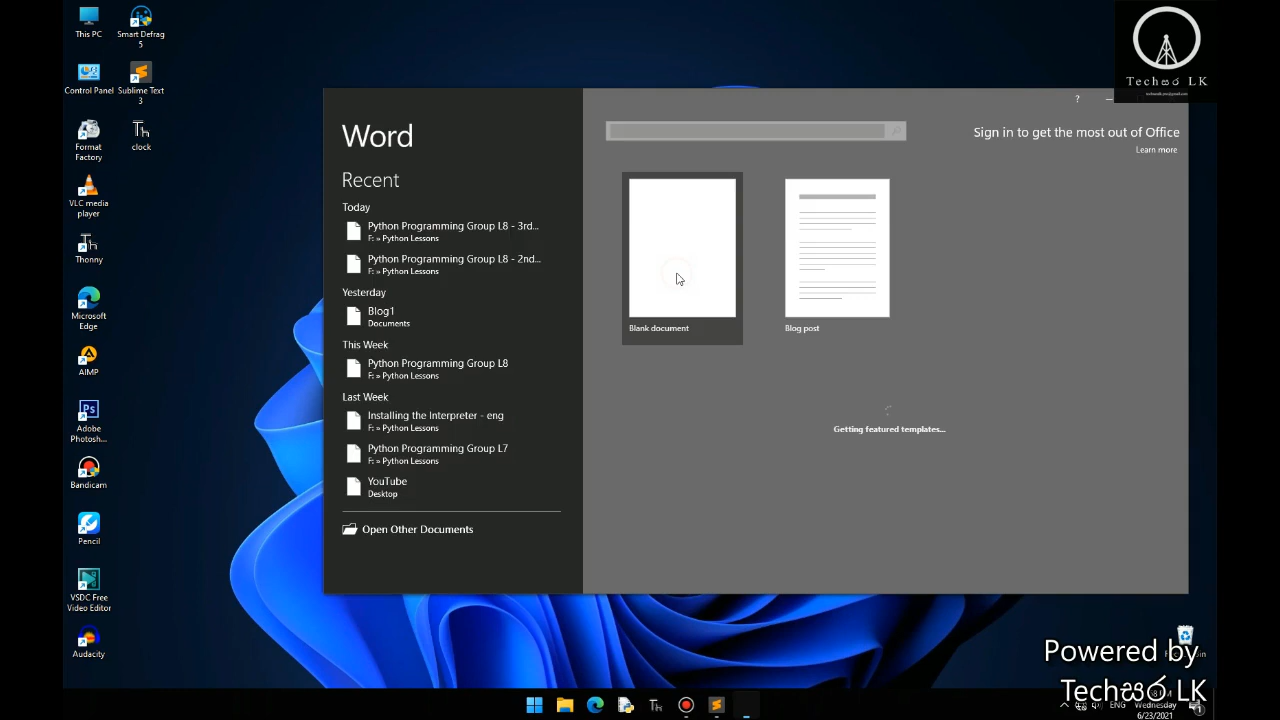 This PC
Smart Defrag
5
Control Panel
Sublime Text
3
Format
Factory
clock
VLC media
player
Thonny
Microsoft
Edge
AIMP
Adobe
Photosh...
Bandicam
Pencil
VSDC Free
Video Editor
Audacity
Word
Recent
Today
Python Programming Group L8 - 3rd...
F: » Python Lessons
Python Programming Group L8 - 2nd...
F: » Python Lessons
Yesterday
Blog1
Documents
This Week
Python Programming Group L8
F: » Python Lessons
Last Week
Installing the Interpreter - eng
F: » Python Lessons
Python Programming Group L7
F: » Python Lessons
YouTube
Desktop
Open Other Documents
?
Sign in to get the most out of Office
Learn more
Blank document
Blog post
Getting featured templates...
Techසර LK
Powered by
Techසර LK
ENG
Wednesday
6/23/2021